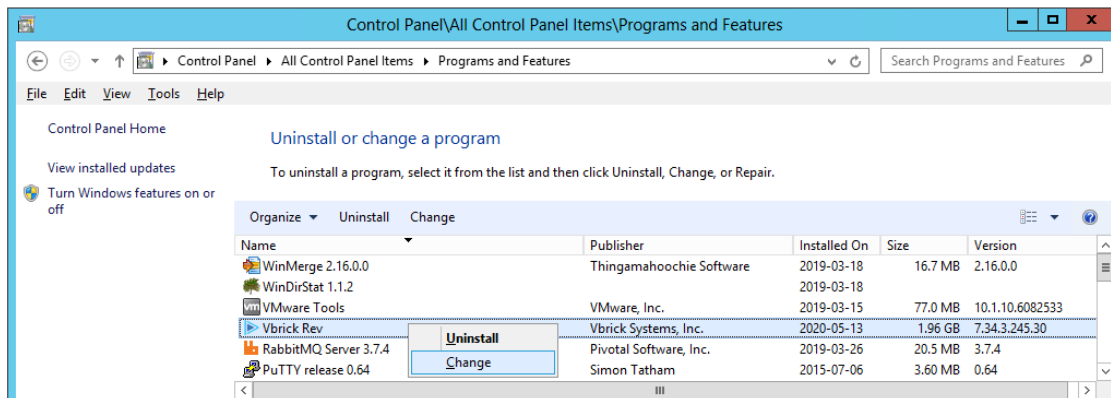 Control Panel\All Control Panel Items\Programs and Features
Control Panel All Control Panel Items Programs and Features
Search Programs and Features
File Edit View Tools Help
Control Panel Home
View installed updates
Turn Windows features on or
off
Uninstall or change a program
To uninstall a program, select it from the list and then click Uninstall, Change, or Repair.
Organize Uninstall Change
Name Publisher Installed On Size Version
WinMerge 2.16.0.0 Thingamahoochie Software 2019-03-18 16.7 MB 2.16.0.0
WinDirStat 1.1.2 2019-03-18
vm VMware Tools VMware, Inc. 2019-03-15 77.0 MB 10.1.10.6082533
Vbrick Rev Vbrick Systems, Inc. 2020-05-13 1.96 GB 7.34.3.245.30
Uninstall
RabbitMQ Server 3.7.4 Pivotal Software, Inc. 2019-03-26 20.5 MB 3.7.4
Change
PuTTY release 0.64 Simon Tatham 2015-07-06 3.60 MB 0.64